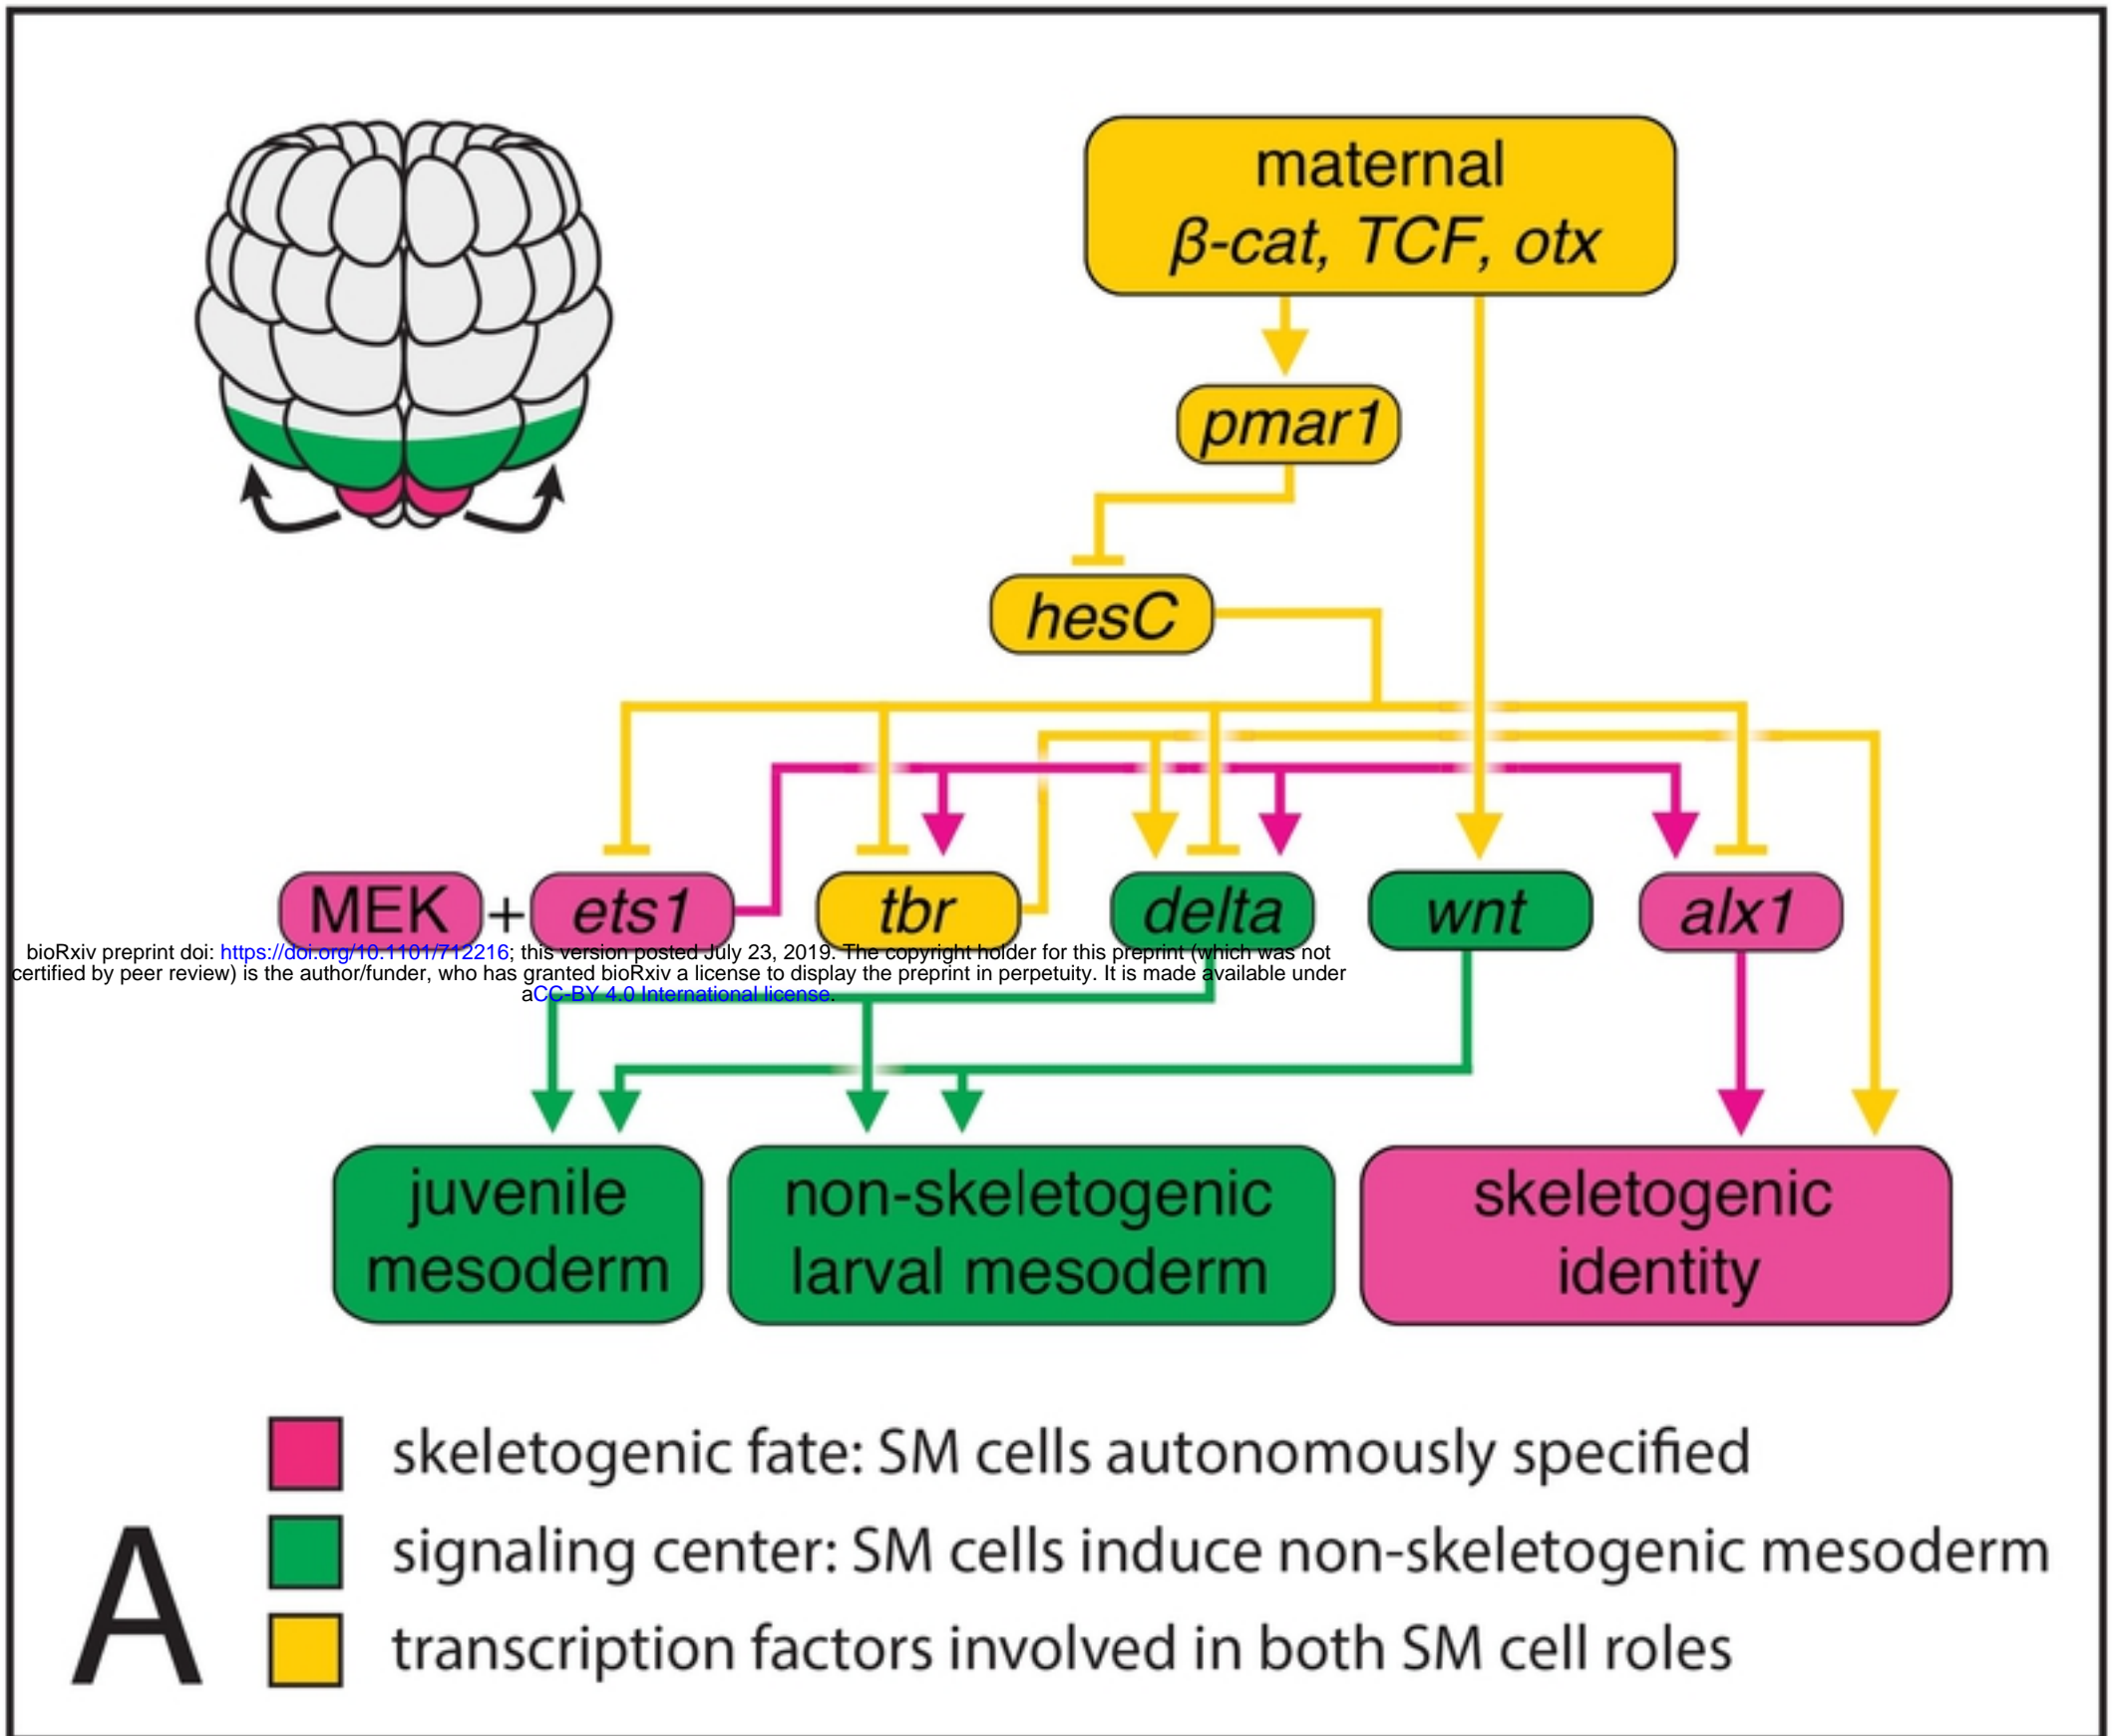 maternal
β-cat, TCF, otx
pmar1
hesC
MEK + ets1 tbr delta wnt alx1
bioRxiv preprint doi: https://doi.org/10.1101/712216; this version posted July 23, 2019. The copyright holder for this preprint (which was not
certified by peer review) is the author/funder, who has granted bioRxiv a license to display the preprint in perpetuity. It is made available under
aCC-BY 4.0 International license.
juvenile
mesoderm
non-skeletogenic
larval mesoderm
skeletogenic
identity
skeletogenic fate: SM cells autonomously specified
signaling center: SM cells induce non-skeletogenic mesoderm
transcription factors involved in both SM cell roles
A